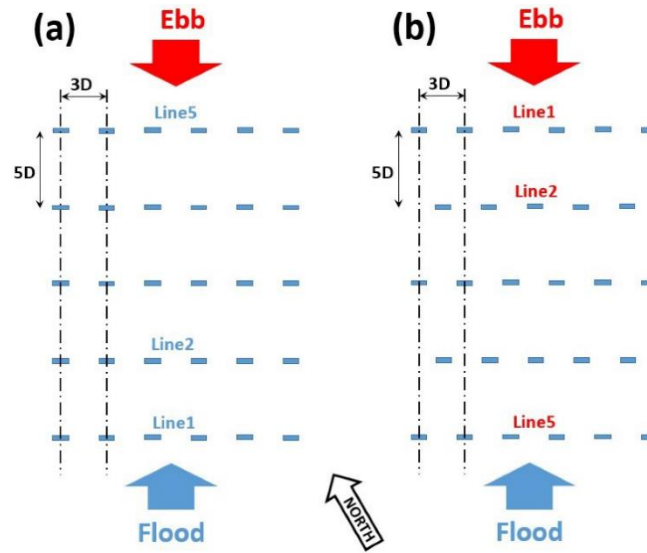 (a)
Ebb
3D
Line5
5D
Line2
Line1
Flood
(b)
Ebb
3D
Line1
5D
Line2
Line5
Flood
NORTH